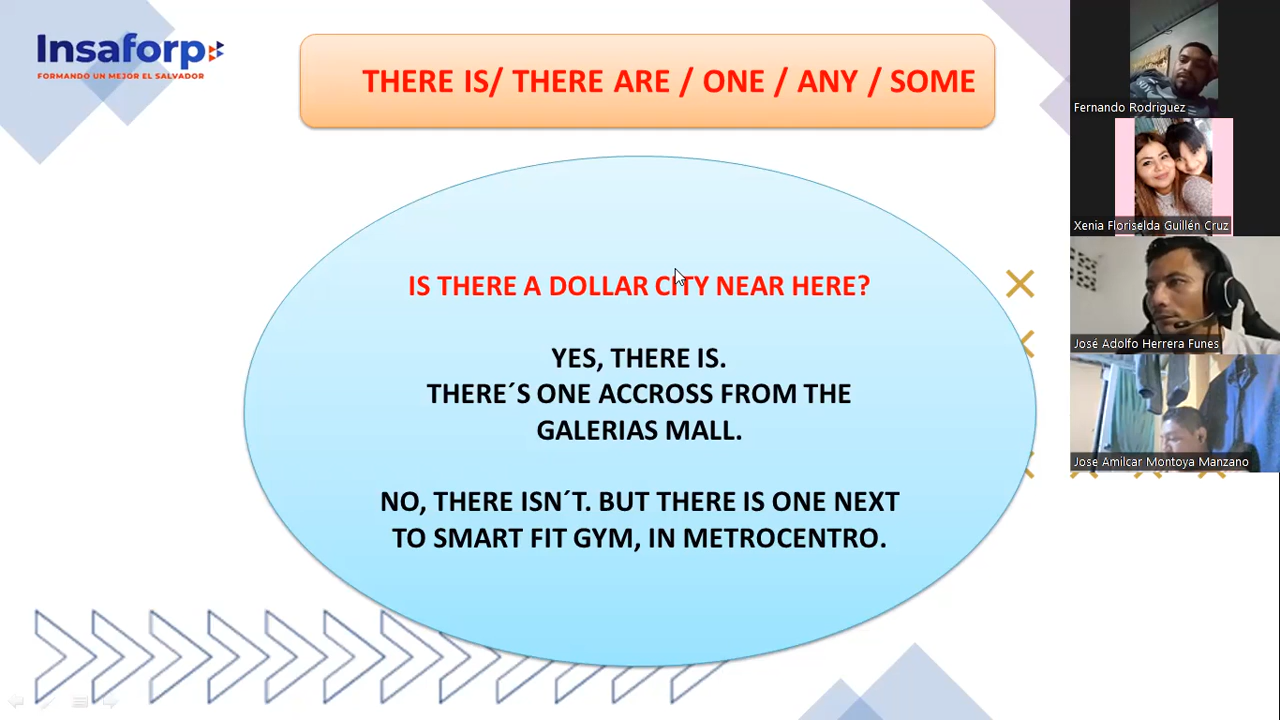 Insaforp
FORMANDO UN MEJOR EL SALVADOR
THERE IS/ THERE ARE / ONE / ANY / SOME
IS THERE A DOLLAR CITY NEAR HERE?
YES, THERE IS.
THERE´S ONE ACCROSS FROM THE
GALERIAS MALL.
NO, THERE ISN´T. BUT THERE IS ONE NEXT
TO SMART FIT GYM, IN METROCENTRO.
Fernando Rodriguez
Xenia Floriselda Guillén Cruz
José Adolfo Herrera Funes
Jose Amilcar Montoya Manzano